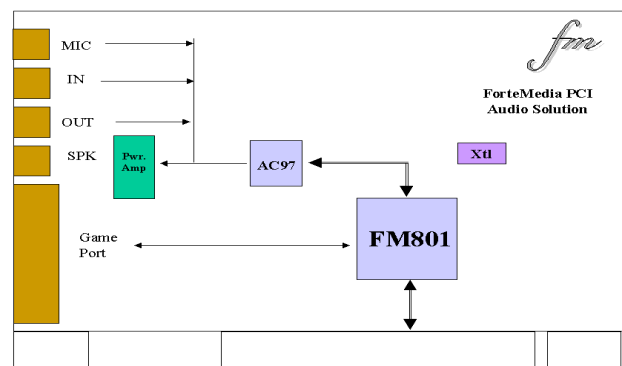 MIC
fm
IN
ForteMedia PCI
Audio Solution
OUT
SPK
Pwr.
Amp
AC97
Xtl
Game
Port
FM801